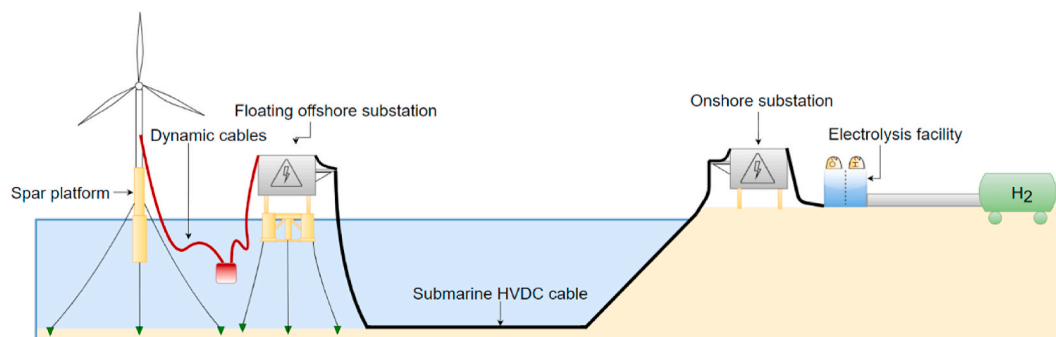 Floating offshore substation
Onshore substation
Dynamic cables
Electrolysis facility
Spar platform
H2
Submarine HVDC cable